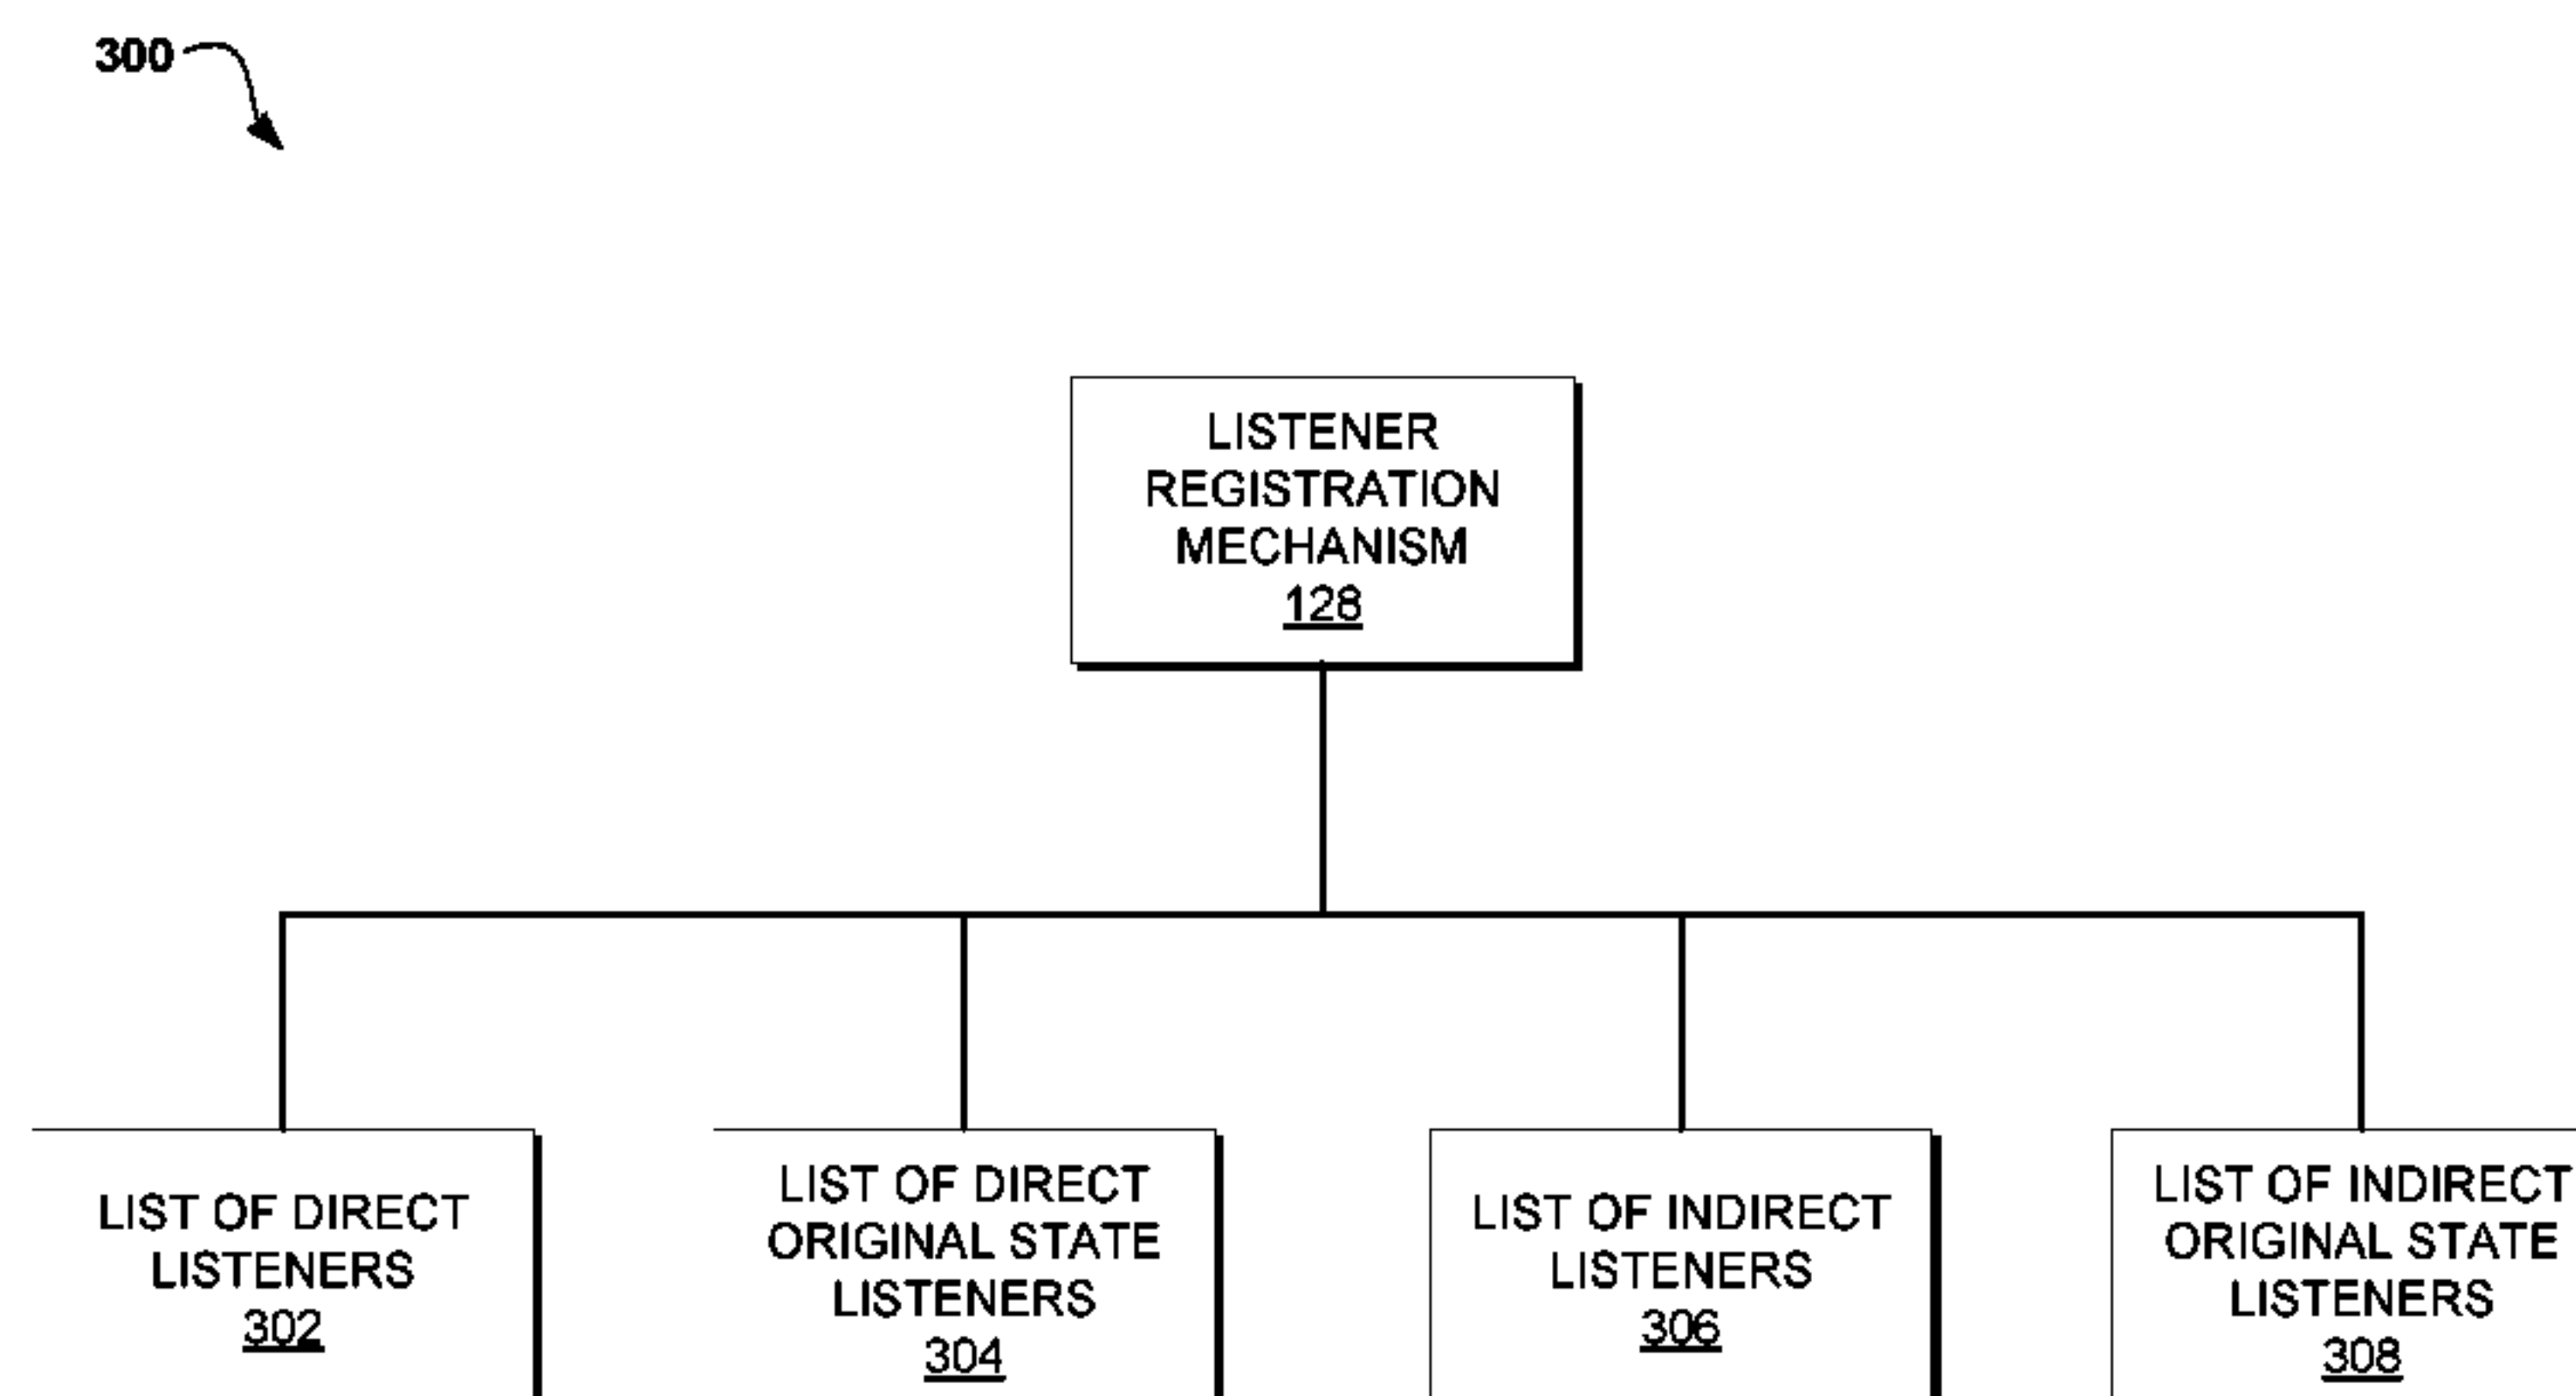 300
LISTENER
REGISTRATION
MECHANISM
128
LIST OF DIRECT
LISTENERS
302
LIST OF DIRECT
ORIGINAL STATE
LISTENERS
304
LIST OF INDIRECT
LISTENERS
306
LIST OF INDIRECT
ORIGINAL STATE
LISTENERS
308